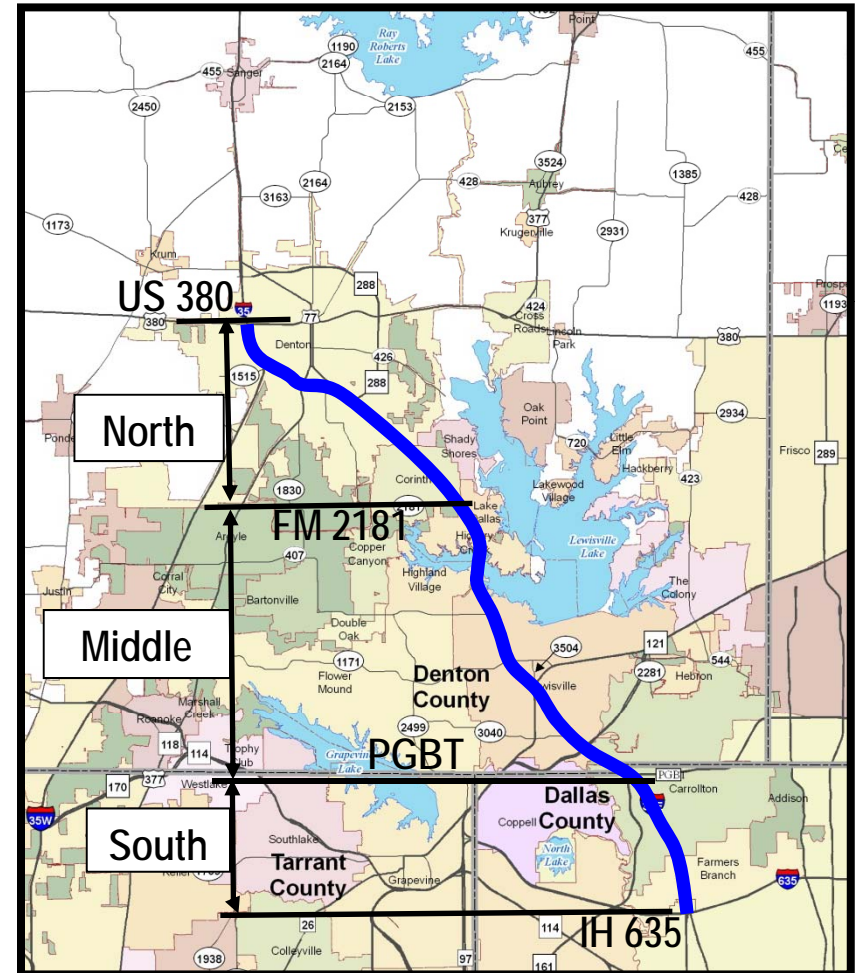 Point
Ray
Roberts
Lake
1190
2164
455
455
Sanger
2450
2153
3524
2164
428
1385
Aubrey
3163
428
377
1173
Krugerville
2931
Krum
288
US 380
35
77
424
1193
380
Cross
Roads
Lincoln
Park
380
Denton
426
1515
288
Oak
Point
2934
North
Shady
Shores
720
Little
Elm
Frisco
289
Hackberry
Corinth
Lakewood
Village
423
1830
FM 2181
Argyle
407
Copper
Canyon
Lewisville
Lake
Highland
Village
The
Colony
Justin
Corral
City
Bartonville
Middle
Double
Oak
1171
Flower
Mound
Denton
County
3504
121
544
2281
Hebron
Marshall
Creek
Roanoke
2499
3040
118
114
Trophy
Club
PGBT
Grapevine
Lake
377
170
Westlake
35W
Dallas
County
Carrollton
Addison
Coppell
South
Southlake
North
Lake
Tarrant
County
Farmers
Branch
Grapevine
635
26
114
IH 635
Colleyville
1938
97
161